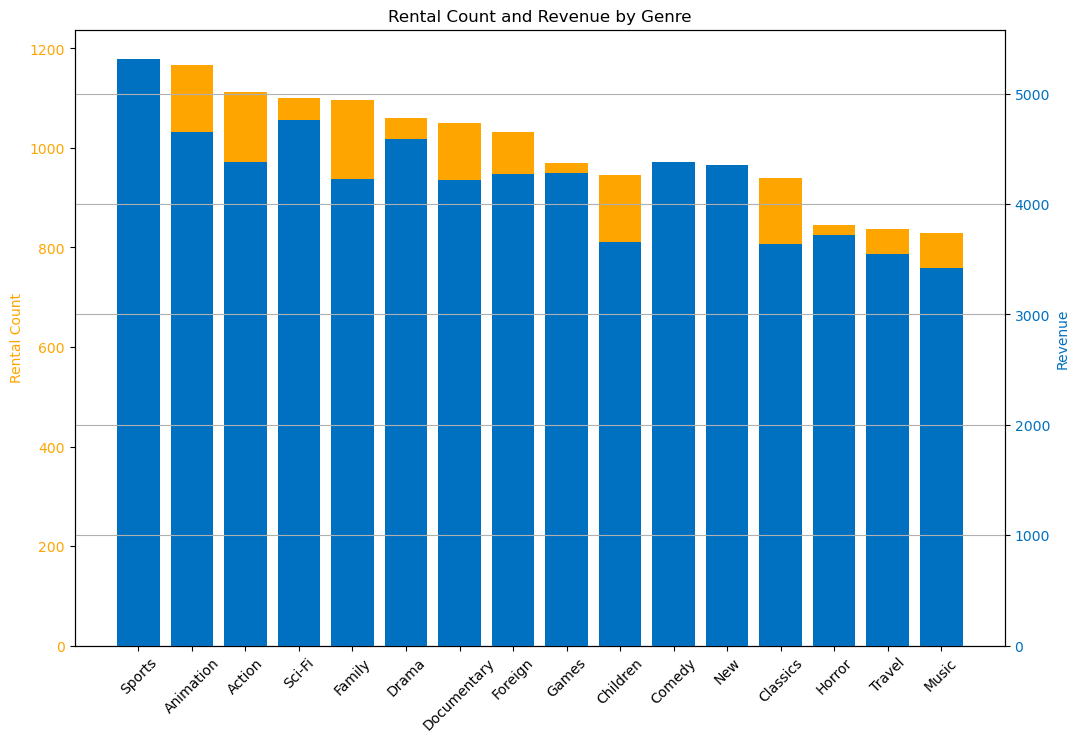 Rental Count and Revenue by Genre
Rental Count
1200
1000
800
600
400
200
0
5000
4000
3000
2000
1000
0
Revenue
Sports
Animation
Action
Sci-Fi
Family
Drama
Documentary
Foreign
Games
Children
Comedy
New
Classics
Horror
Travel
Music